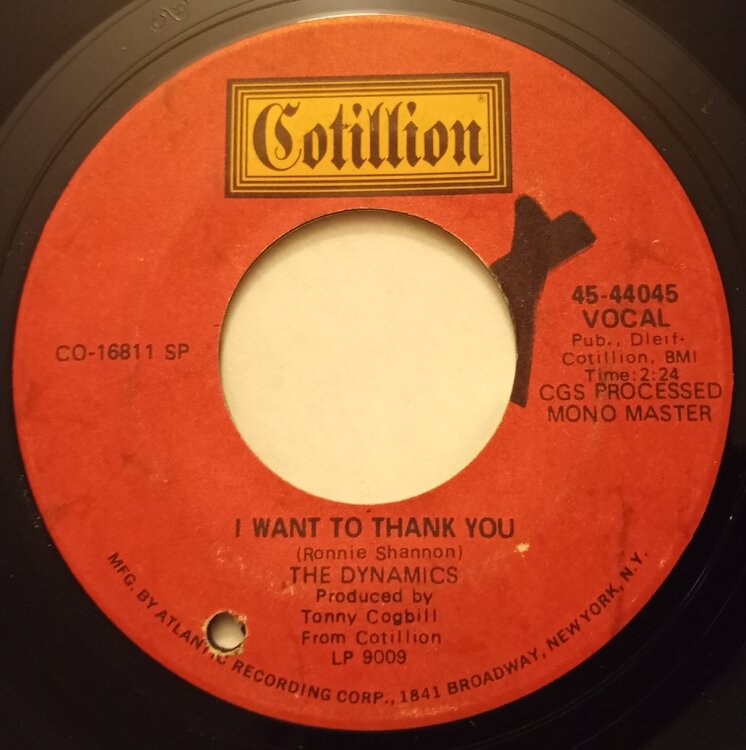 Cotillion®
45-44045
VOCAL
Pub., Dleif-
Cotillion, BMI
Time: 2:24
CGS PROCESSED
MONO MASTER
CO-16811 SP
I WANT TO THANK YOU
(Ronnie Shannon)
THE DYNAMICS
Produced by
Tonny Cogbill
From Cotillion
LP 9009
MFG. BY ATLANTIC RECORDING CORP., 1841 BROADWAY, NEW YORK, N.Y.